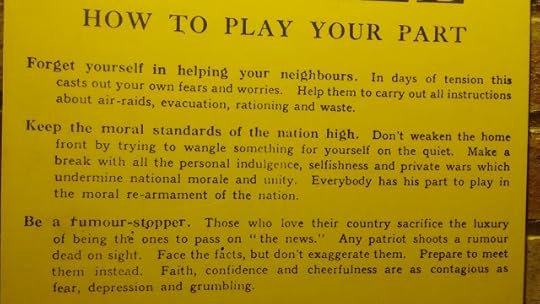 HOW TO PLAY YOUR PART
Forget yourself in helping your neighbours. In days of tension this
casts out your own fears and worries. Help them to carry out all instructions
about air-raids, evacuation, rationing and waste.
Keep the moral standards of the nation high. Don't weaken the home
front by trying to wangle something for yourself on the quiet. Make a
break with all the personal indulgence, selfishness and private wars which
undermine national morale and unity. Everybody has his part to play in
the moral re-armament of the nation.
Be a rumour-stopper. Those who love their country sacrifice the luxury
of being the ones to pass on "the news." Any patriot shoots a rumour
dead on sight. Face the facts, but don't exaggerate them. Prepare to meet
them instead. Faith, confidence and cheerfulness are as contagious as
fear, depression and grumbling.